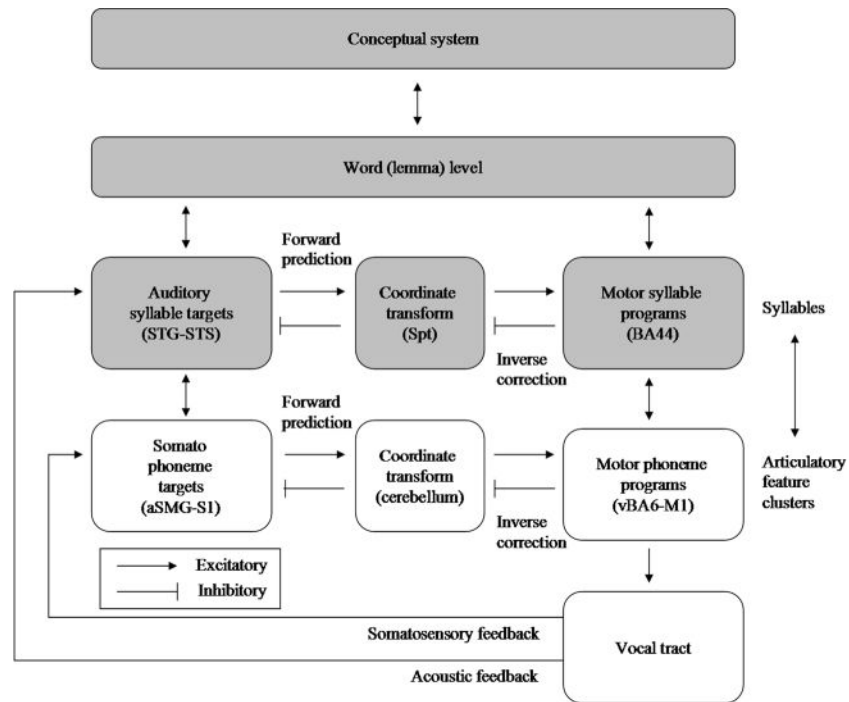 Conceptual system
Word (lemma) level
Forward
prediction
Auditory
syllable targets
(STG-STS)
Coordinate
transform
(Spt)
Motor syllable
programs
(BA44)
Syllables
Inverse
correction
Forward
prediction
Somato
phoneme
targets
(aSMG-S1)
Coordinate
transform
(cerebellum)
Motor phoneme
programs
(vBA6-M1)
Articulatory
feature
clusters
Inverse
correction
Excitatory
Inhibitory
Somatosensory feedback
Vocal tract
Acoustic feedback